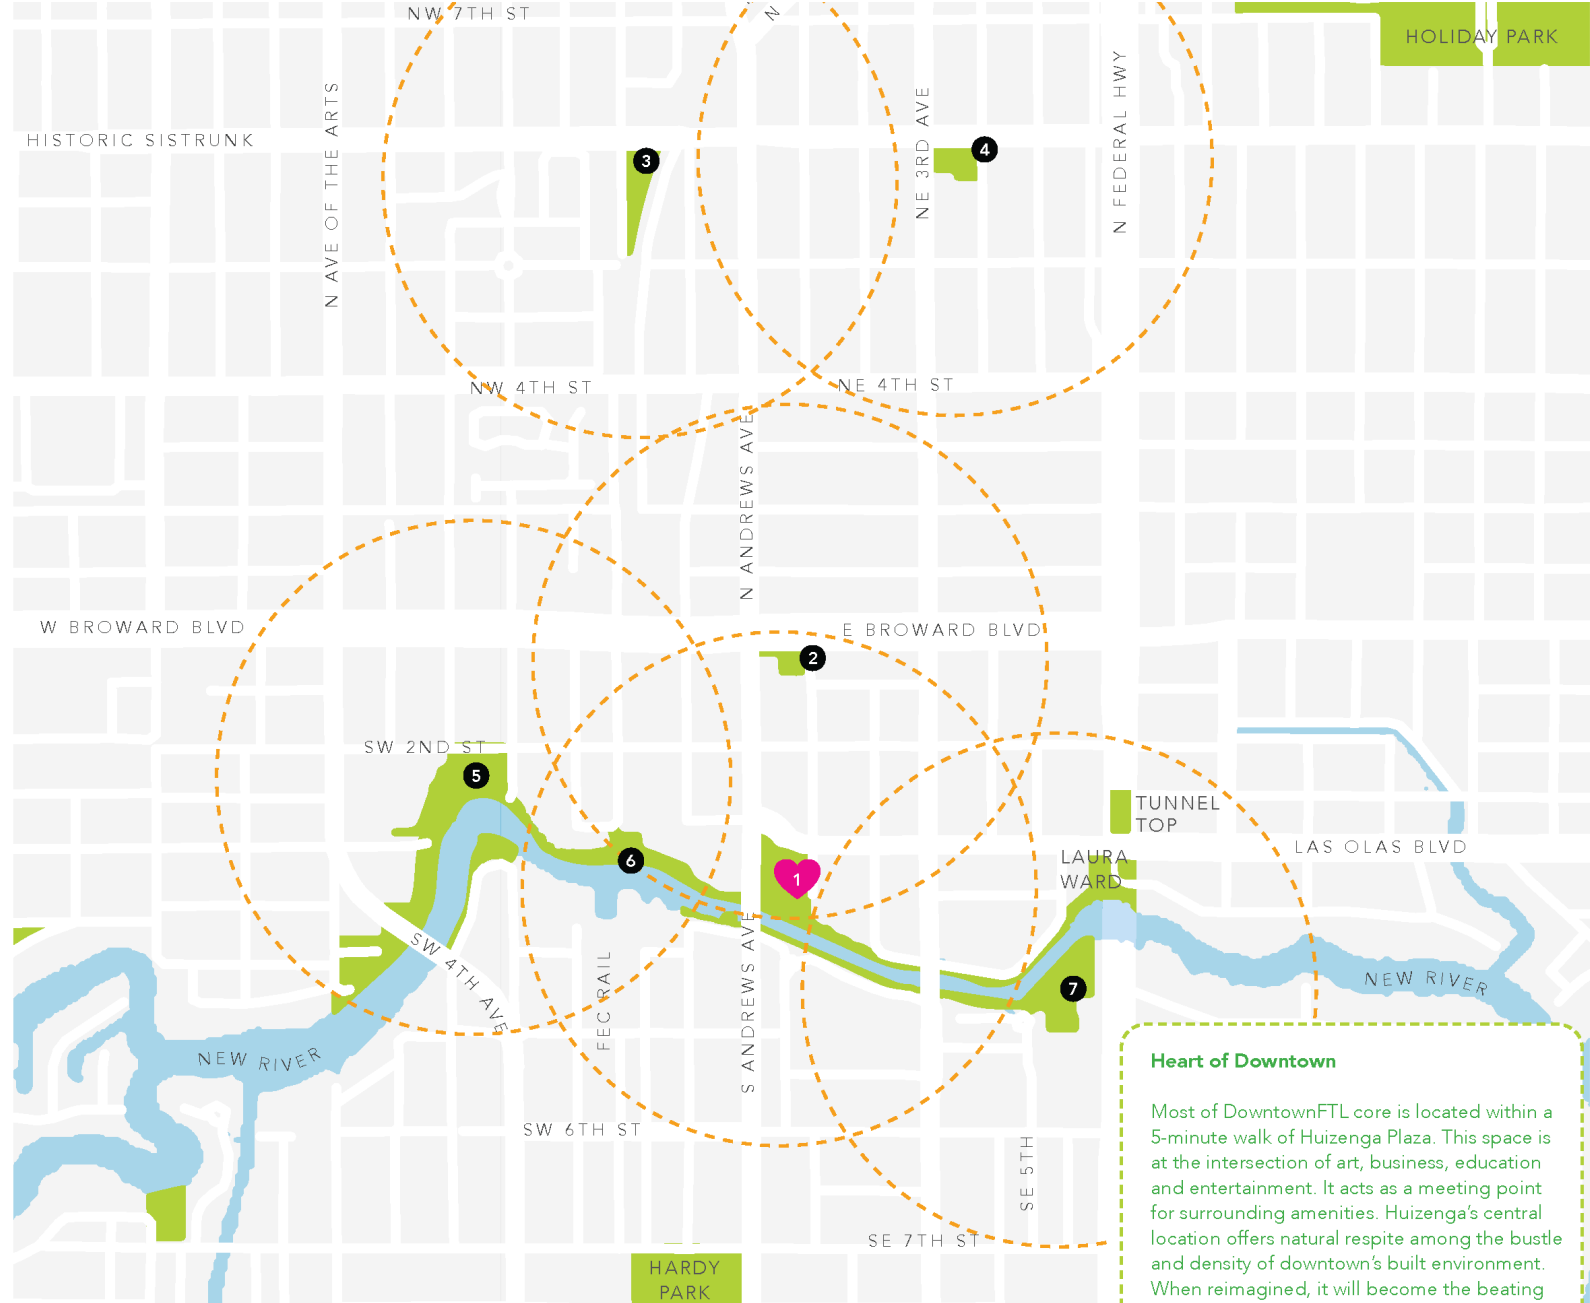 NW 7TH ST
N
HOLIDAY PARK
N AVE OF THE ARTS
NE 3RD AVE
N FEDERAL HWY
HISTORIC SISTRUNK
3
4
NW 4TH ST
NE 4TH ST
N ANDREWS AVE
W BROWARD BLVD
E BROWARD BLVD
2
SW 2ND ST
5
TUNNEL
TOP
6
1
LAURA
WARD
LAS OLAS BLVD
SW 4TH AVE
FEC RAIL
S ANDREWS AVE
7
NEW RIVER
NEW RIVER
SW 6TH ST
SE 5TH
SE 7TH ST
HARDY
PARK
Heart of Downtown
Most of DowntownFTL core is located within a
5-minute walk of Huizenga Plaza. This space is
at the intersection of art, business, education
and entertainment. It acts as a meeting point
for surrounding amenities. Huizenga's central
location offers natural respite among the bustle
and density of downtown's built environment.
When reimagined, it will become the beating